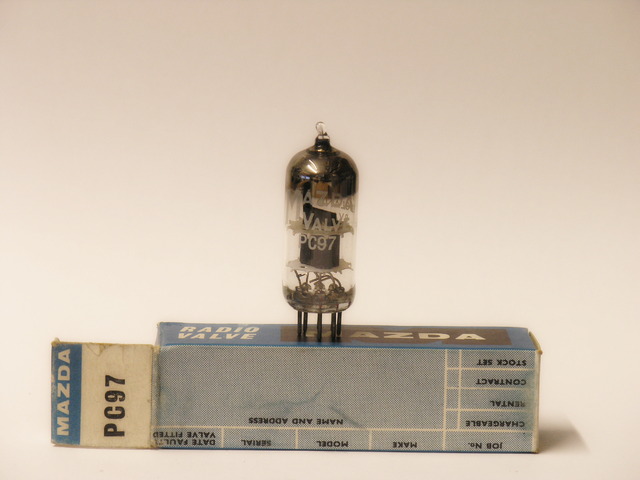 MAZDA
VALVE
PC97
RADIO
VALVE
MAZDA
MAZDA
PC97
STOCK SET
CONTRACT
RENTAL
CHARGEABLE
JOB No.
NAME AND ADDRESS
MAKE
MODEL
SERIAL
DATE FAULT
VALVE FITTED